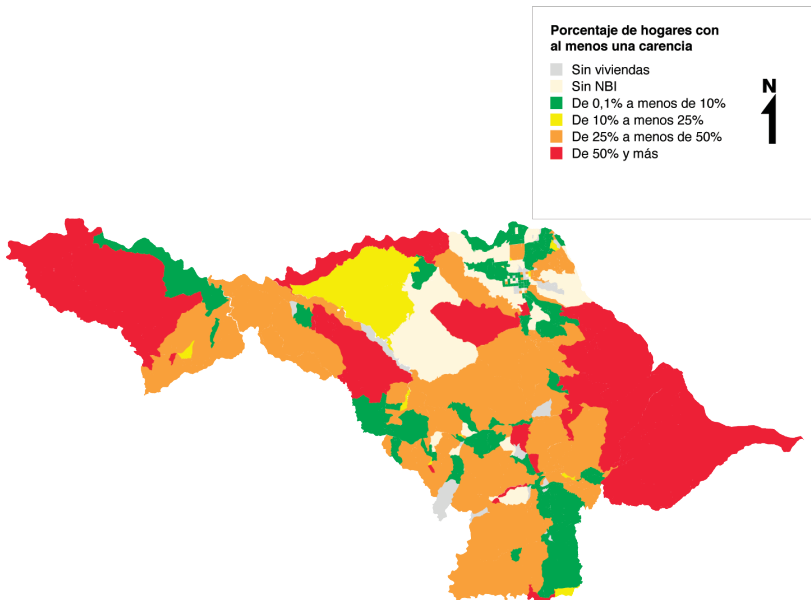 Porcentaje de hogares con
al menos una carencia
Sin viviendas
Sin NBI
De 0,1% a menos de 10%
De 10% a menos 25%
De 25% a menos de 50%
De 50% y más
N